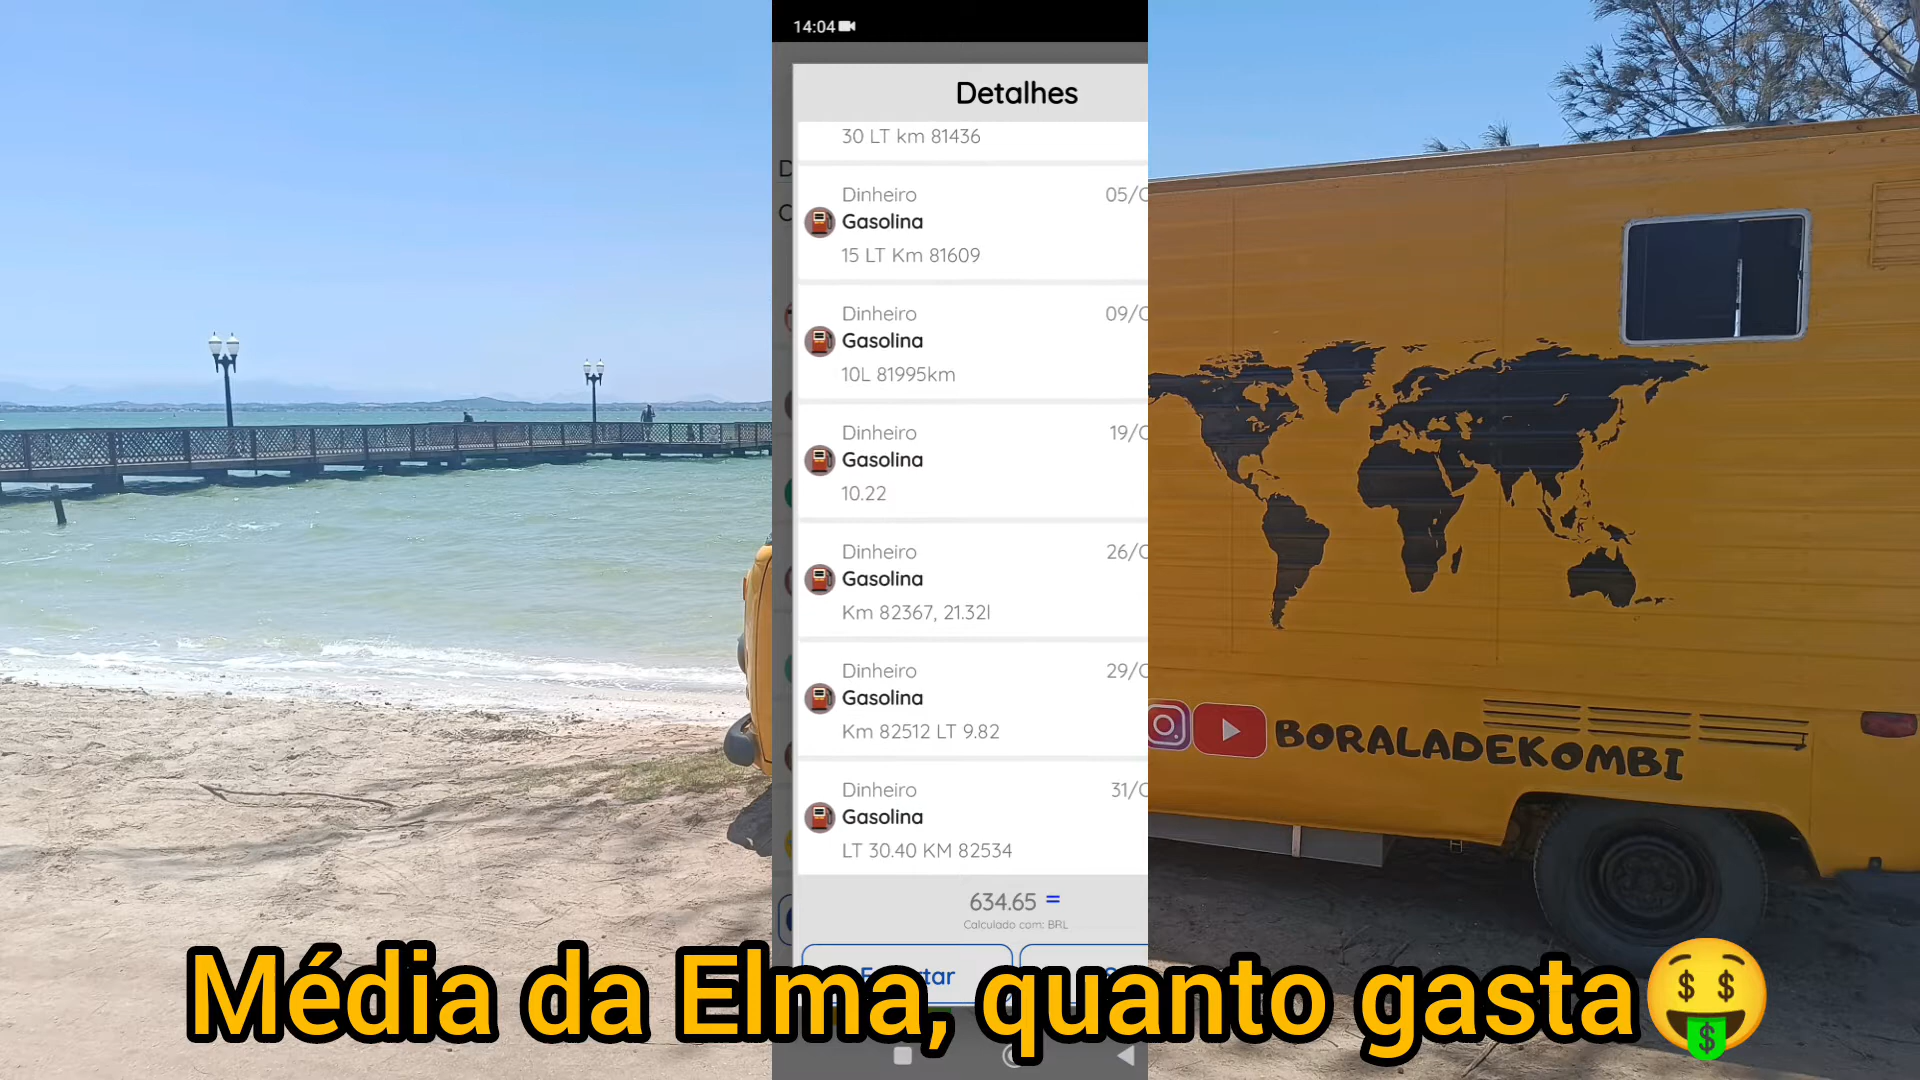 14:04
Detalhes
30 LT km 81436
Dinheiro 05/
Gasolina
15 LT Km 81609
Dinheiro 09/
Gasolina
10L 81995km
Dinheiro 19/
Gasolina
10.22
Dinheiro 26/
Gasolina
Km 82367, 21.32l
Dinheiro 29/
Gasolina
Km 82512 LT 9.82
Dinheiro 31/
Gasolina
LT 30.40 KM 82534
634.65 =
Calculado com: BRL
BORALADEKOMBI
Média da Elma, quanto gasta
$ $
$